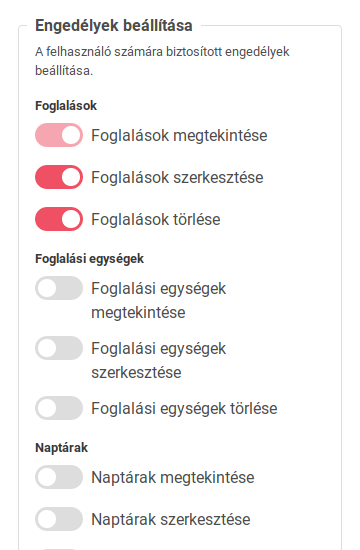 Engedélyek beállítása
A felhasználó számára biztosított engedélyek
beállítása.
Foglalások
Foglalások megtekintése
Foglalások szerkesztése
Foglalások törlése
Foglalási egységek
Foglalási egységek
megtekintése
Foglalási egységek
szerkesztése
Foglalási egységek törlése
Naptárak
Naptárak megtekintése
Naptárak szerkesztése